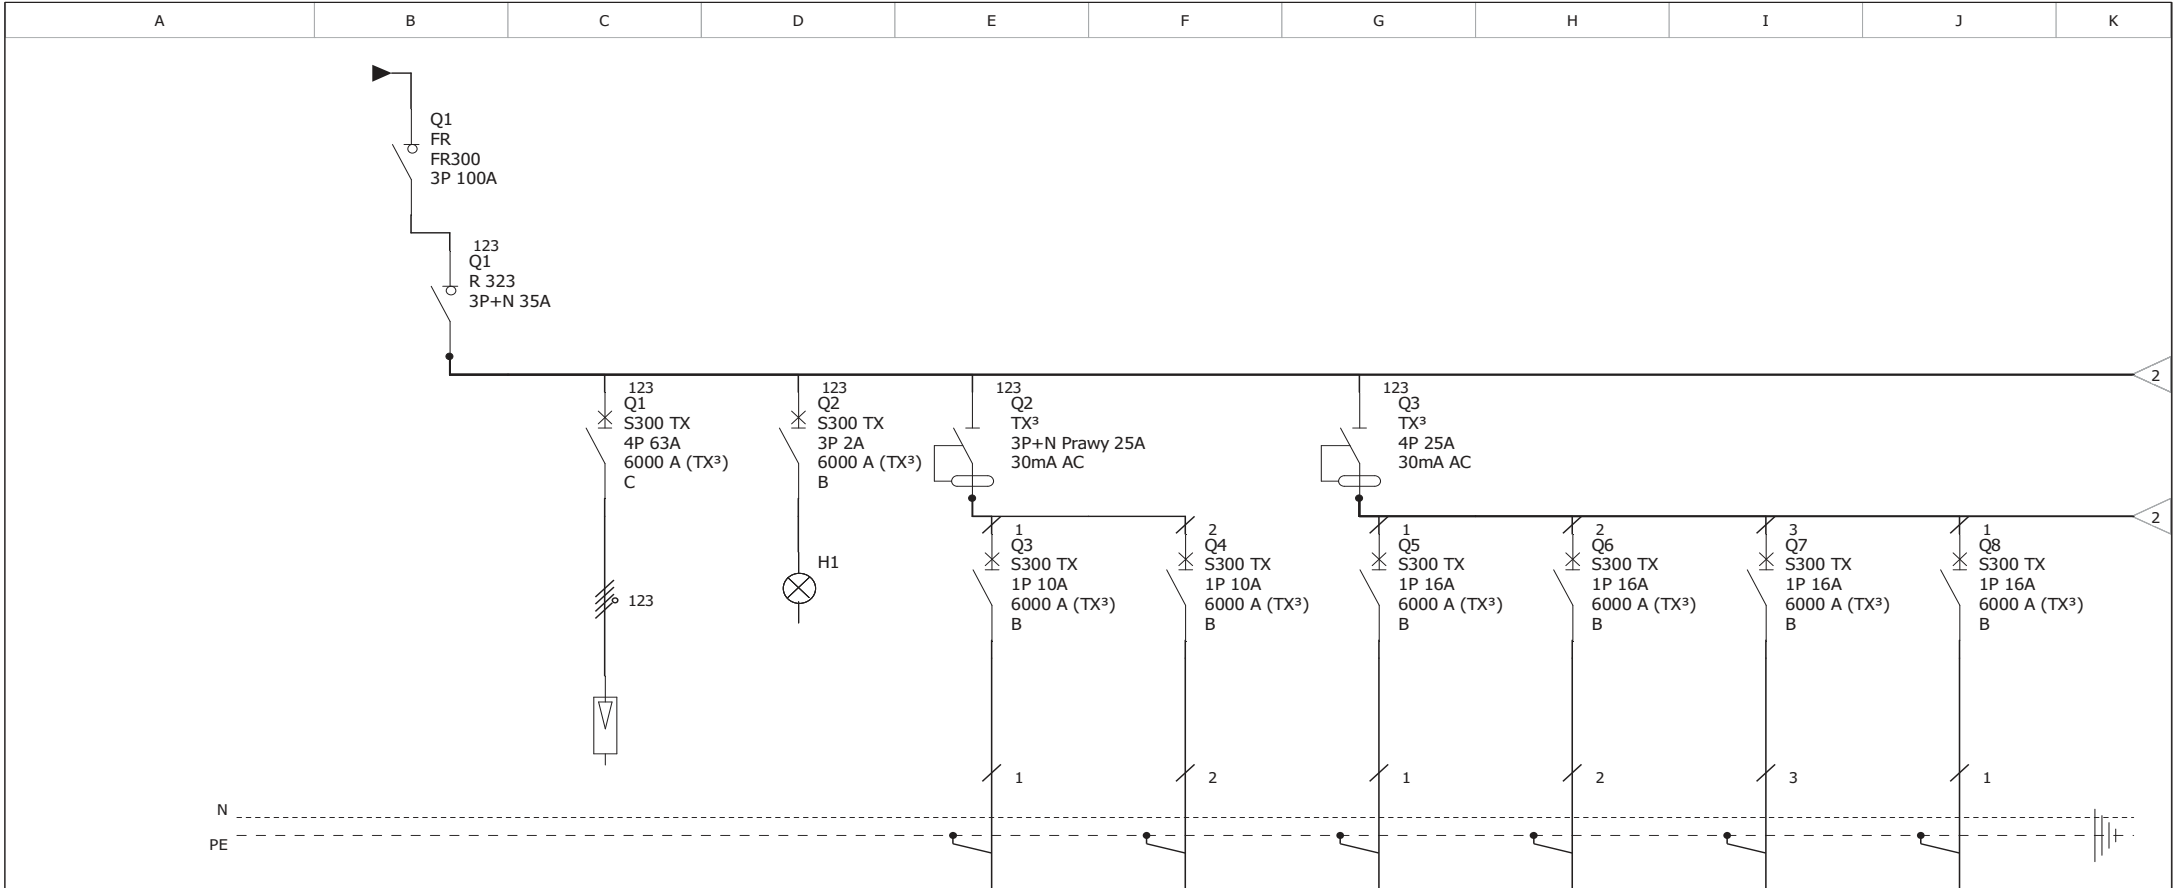 A B C D E F G H I J K
Q1
FR
FR300
3P 100A
123
Q1
R 323
3P+N 35A
2
123
Q1
S300 TX
4P 63A
6000 A (TX³)
C
123
123
Q2
S300 TX
3P 2A
6000 A (TX³)
B
H1
123
Q2
TX³
3P+N Prawy 25A
30mA AC
123
Q3
TX³
4P 25A
30mA AC
2
1
Q3
S300 TX
1P 10A
6000 A (TX³)
B
2
Q4
S300 TX
1P 10A
6000 A (TX³)
B
1
Q5
S300 TX
1P 16A
6000 A (TX³)
B
2
Q6
S300 TX
1P 16A
6000 A (TX³)
B
3
Q7
S300 TX
1P 16A
6000 A (TX³)
B
1
Q8
S300 TX
1P 16A
6000 A (TX³)
B
1 2 1 2 3 1
N
PE